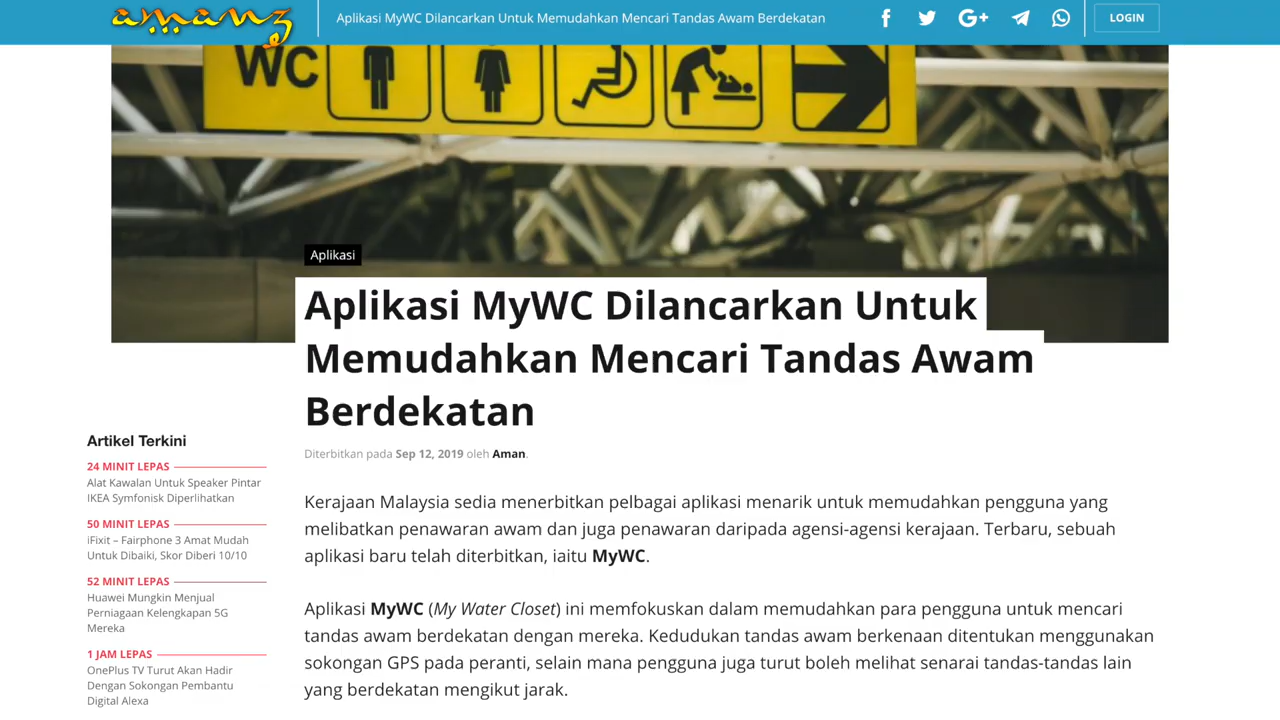 amanz
Aplikasi MyWC Dilancarkan Untuk Memudahkan Mencari Tandas Awam Berdekatan
LOGIN
WC
Aplikasi
Aplikasi MyWC Dilancarkan Untuk
Memudahkan Mencari Tandas Awam
Berdekatan
Diterbitkan pada Sep 12, 2019 oleh Aman.
Kerajaan Malaysia sedia menerbitkan pelbagai aplikasi menarik untuk memudahkan pengguna yang
melibatkan penawaran awam dan juga penawaran daripada agensi-agensi kerajaan. Terbaru, sebuah
aplikasi baru telah diterbitkan, iaitu MyWC.
Aplikasi MyWC (My Water Closet) ini memfokuskan dalam memudahkan para pengguna untuk mencari
tandas awam berdekatan dengan mereka. Kedudukan tandas awam berkenaan ditentukan menggunakan
sokongan GPS pada peranti, selain mana pengguna juga turut boleh melihat senarai tandas-tandas lain
yang berdekatan mengikut jarak.
Artikel Terkini
24 MINIT LEPAS
Alat Kawalan Untuk Speaker Pintar
IKEA Symfonisk Diperlihatkan
50 MINIT LEPAS
iFixit – Fairphone 3 Amat Mudah
Untuk Dibaiki, Skor Diberi 10/10
52 MINIT LEPAS
Huawei Mungkin Menjual
Perniagaan Kelengkapan 5G
Mereka
1 JAM LEPAS
OnePlus TV Turut Akan Hadir
Dengan Sokongan Pembantu
Digital Alexa